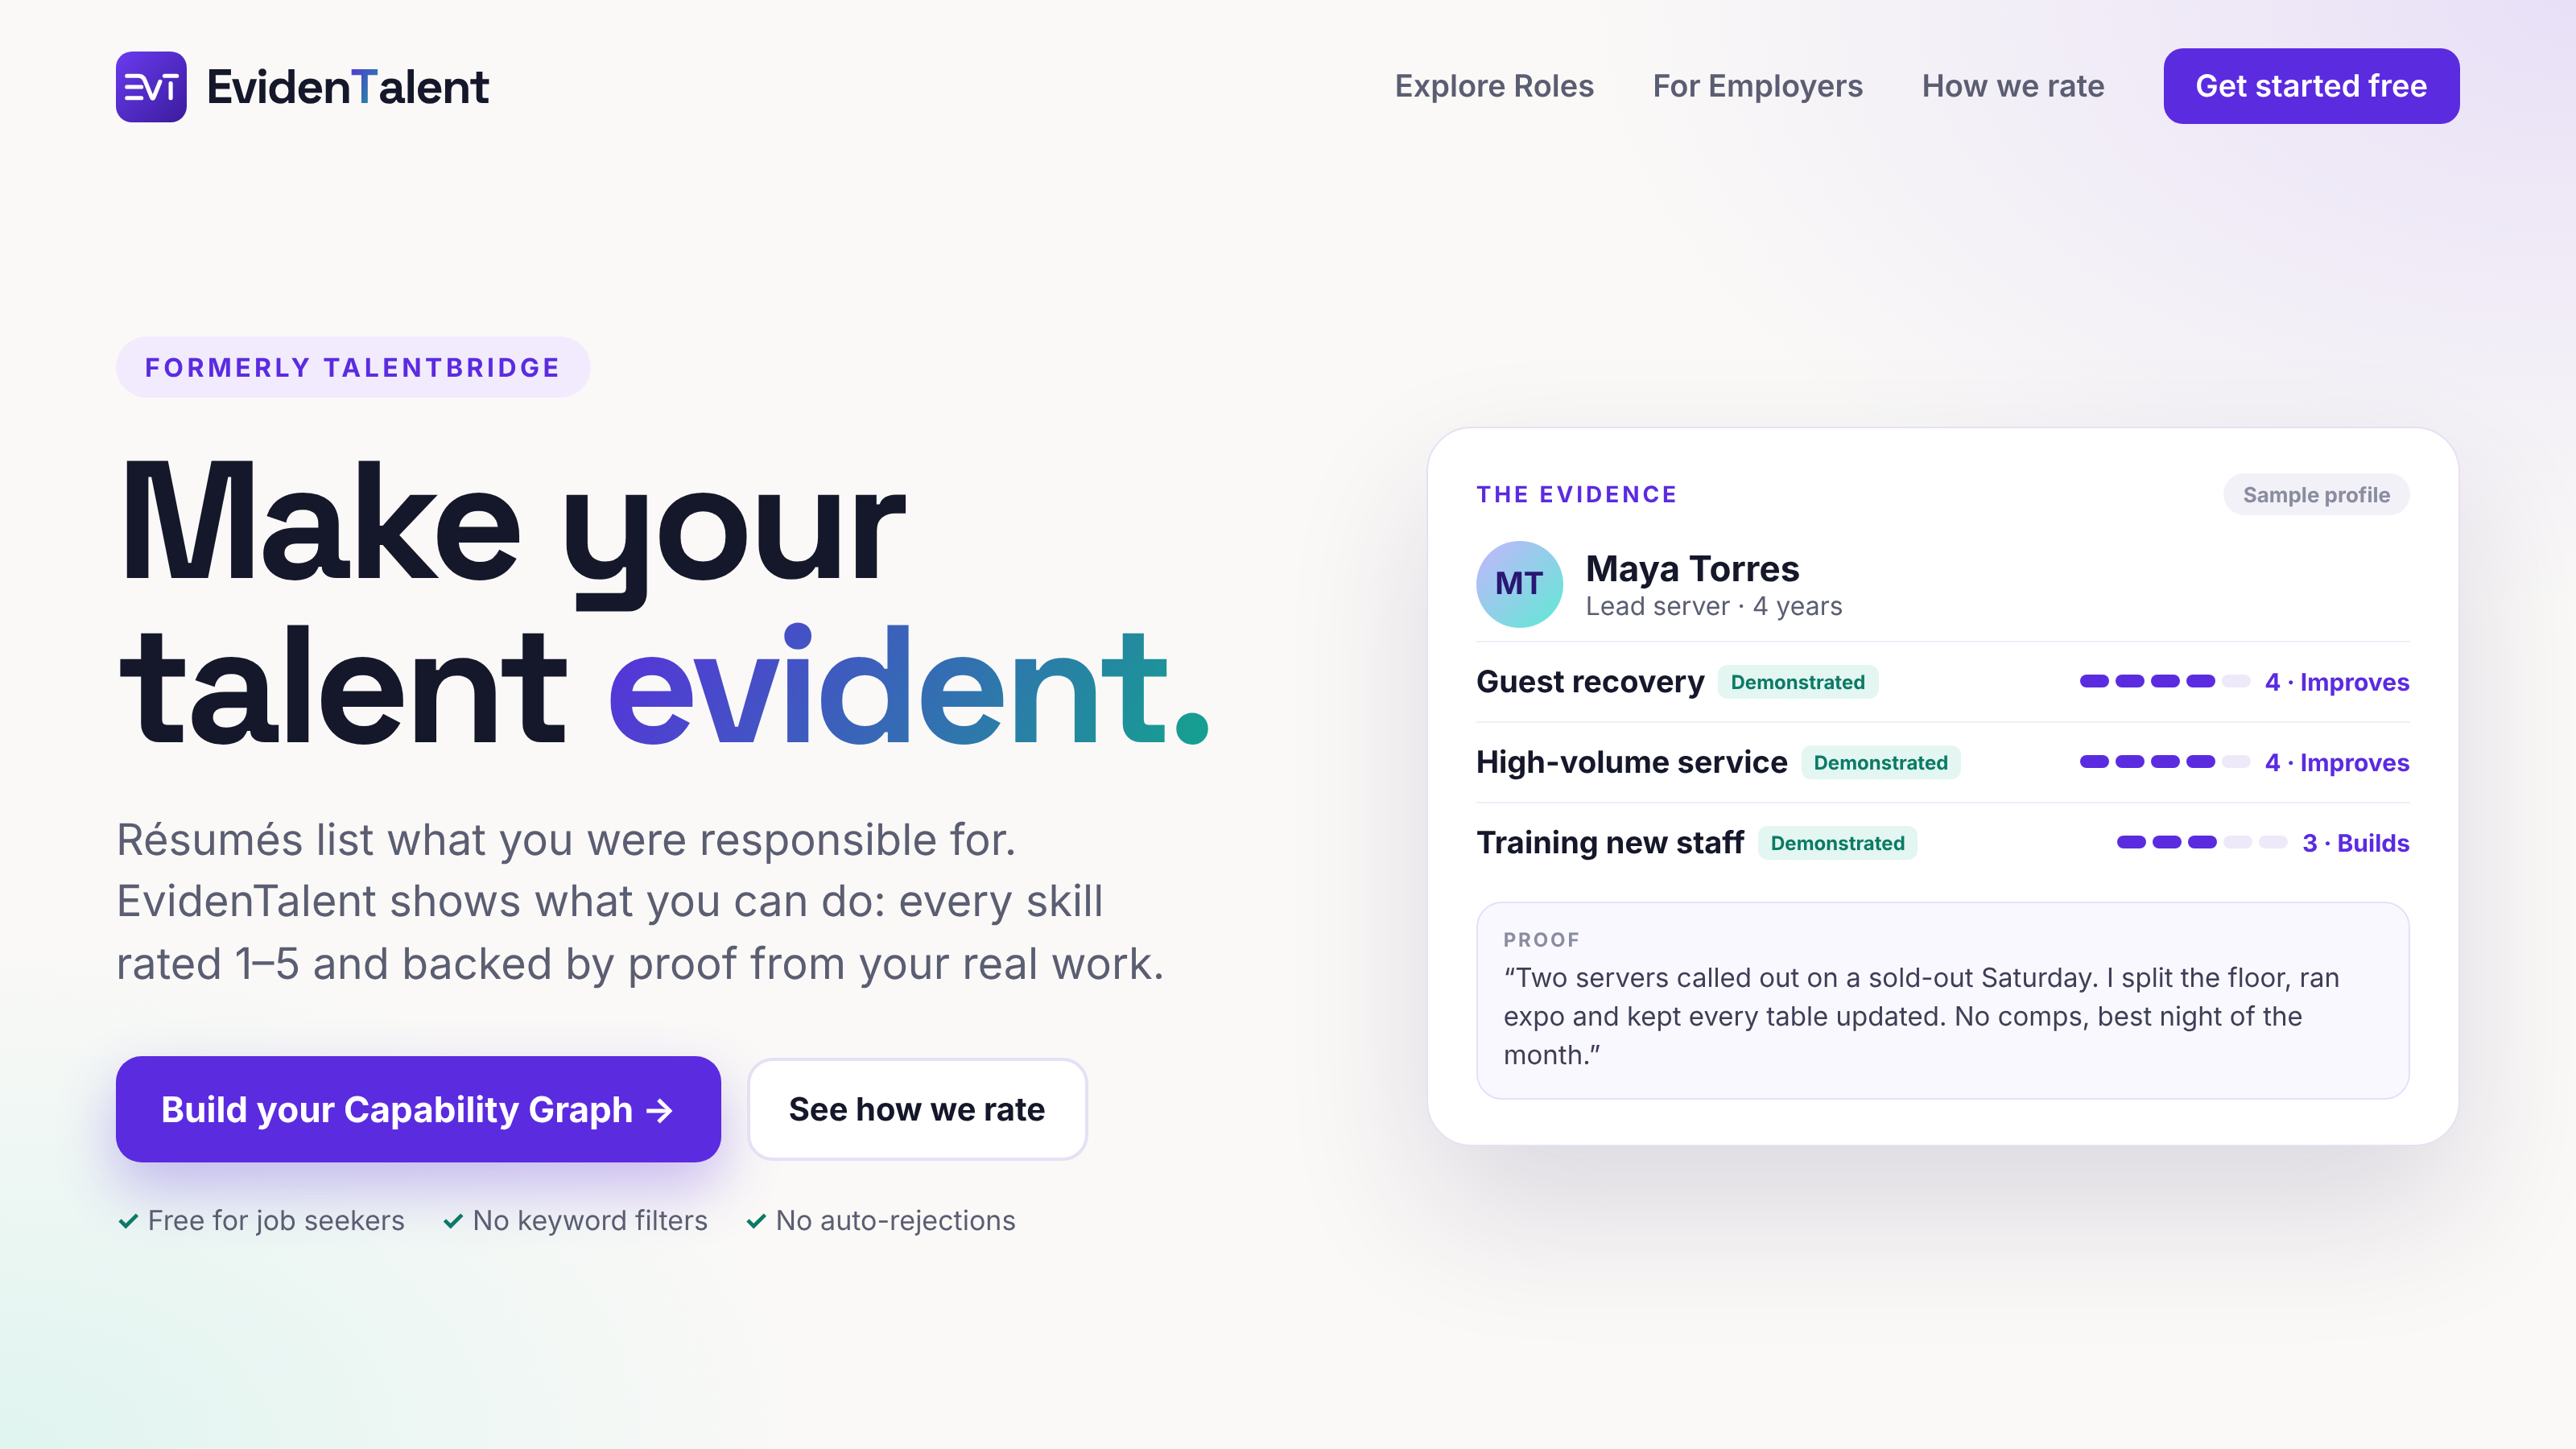 EVT EvidenTalent
Explore Roles For Employers How we rate Get started free
FORMERLY TALENTBRIDGE
Make your
talent evident.
Résumés list what you were responsible for.
EvidenTalent shows what you can do: every skill
rated 1–5 and backed by proof from your real work.
Build your Capability Graph →
See how we rate
✓ Free for job seekers ✓ No keyword filters ✓ No auto-rejections
THE EVIDENCE
Sample profile
MT
Maya Torres
Lead server · 4 years
Guest recovery Demonstrated 4 · Improves
High-volume service Demonstrated 4 · Improves
Training new staff Demonstrated 3 · Builds
PROOF
“Two servers called out on a sold-out Saturday. I split the floor, ran
expo and kept every table updated. No comps, best night of the
month.”